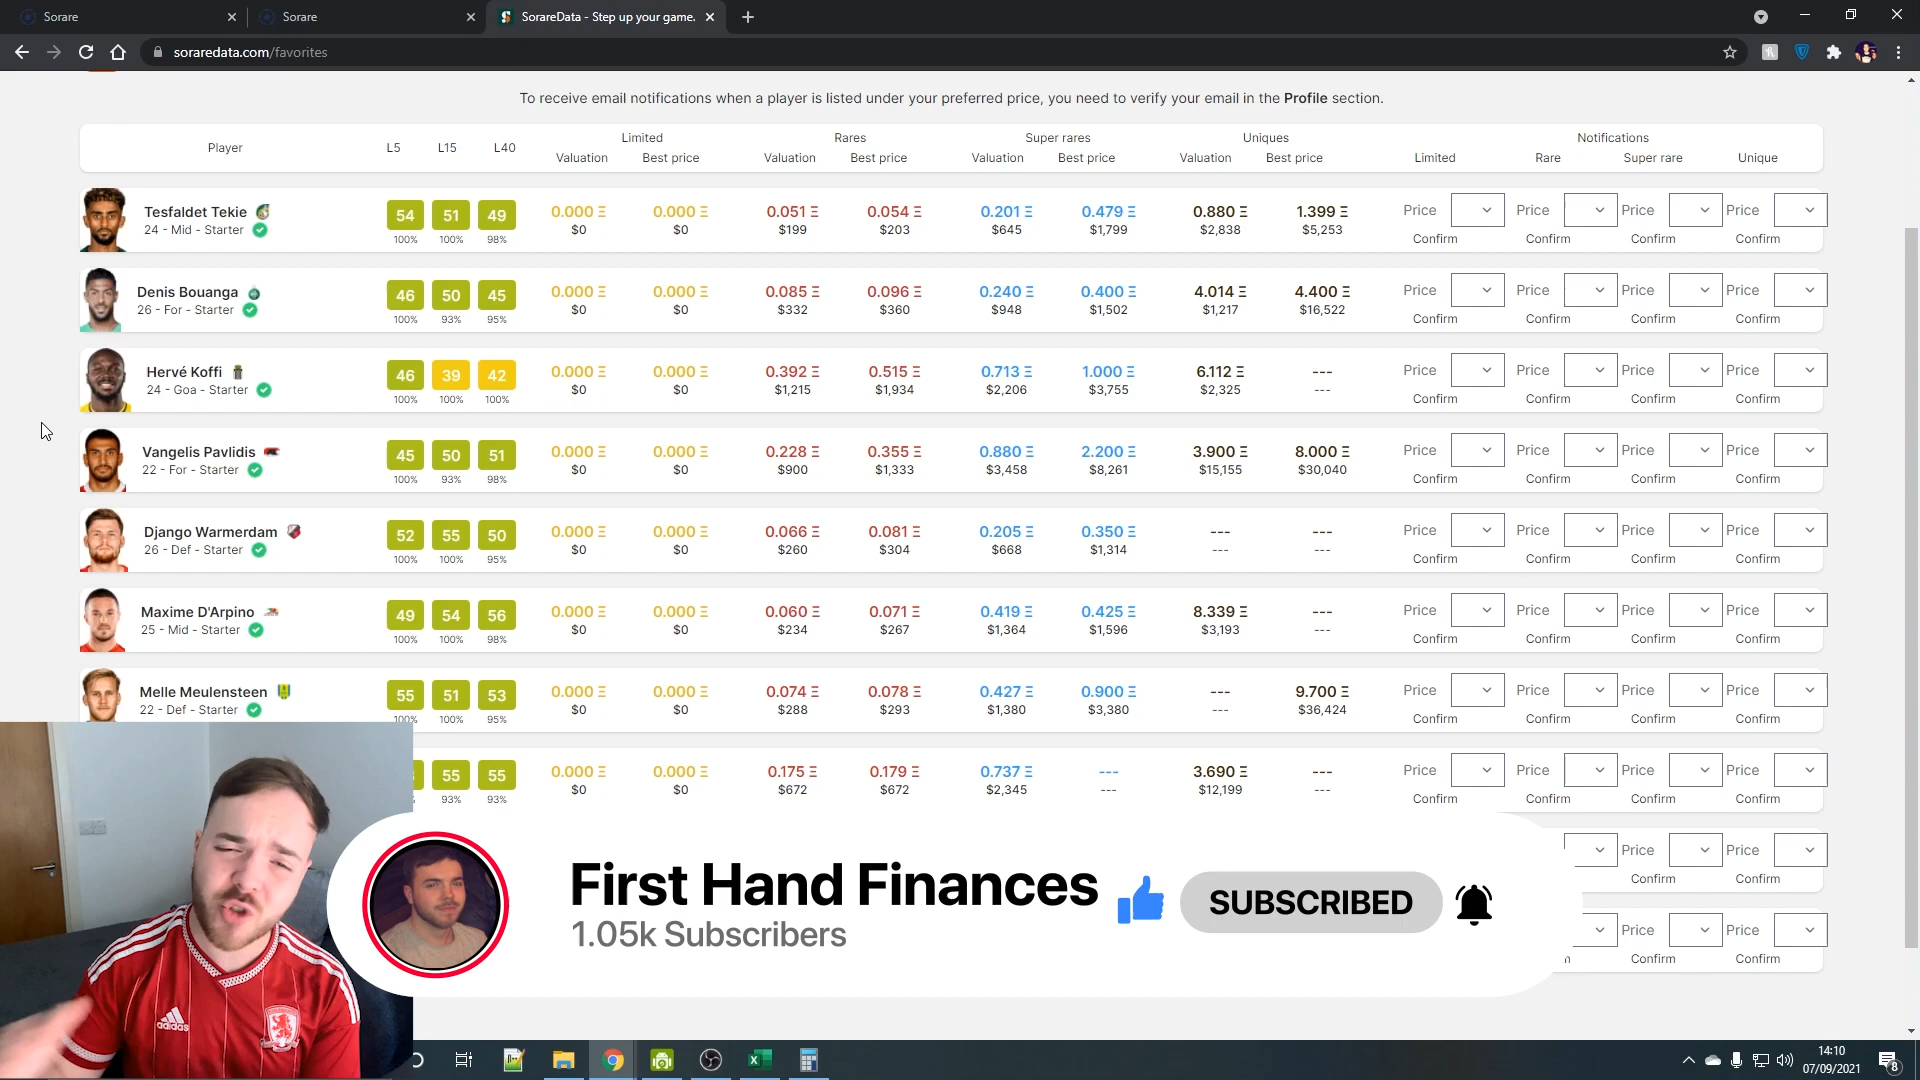 Sorare
Sorare
SorareData - Step up your game.
soraredata.com/favorites
To receive email notifications when a player is listed under your preferred price, you need to verify your email in the Profile section.
Limited Rares Super rares Uniques Notifications
Player L5 L15 L40 Valuation Best price Valuation Best price Valuation Best price Valuation Best price Limited Rare Super rare Unique
Tesfaldet Tekie 54 51 49 0.000 Ξ 0.000 Ξ 0.051 Ξ 0.054 Ξ 0.201 Ξ 0.479 Ξ 0.880 Ξ 1.399 Ξ Price Price Price Price
24 - Mid - Starter 100% 100% 98% $0 $0 $199 $203 $645 $1,799 $2,838 $5,253 Confirm Confirm Confirm Confirm
Denis Bouanga 46 50 45 0.000 Ξ 0.000 Ξ 0.085 Ξ 0.096 Ξ 0.240 Ξ 0.400 Ξ 4.014 Ξ 4.400 Ξ Price Price Price Price
26 - For - Starter 100% 93% 95% $0 $0 $332 $360 $948 $1,502 $1,217 $16,522 Confirm Confirm Confirm Confirm
Hervé Koffi 46 39 42 0.000 Ξ 0.000 Ξ 0.392 Ξ 0.515 Ξ 0.713 Ξ 1.000 Ξ 6.112 Ξ --- Price Price Price Price
24 - Goa - Starter 100% 100% 100% $0 $0 $1,215 $1,934 $2,206 $3,755 $2,325 --- Confirm Confirm Confirm Confirm
Vangelis Pavlidis 45 50 51 0.000 Ξ 0.000 Ξ 0.228 Ξ 0.355 Ξ 0.880 Ξ 2.200 Ξ 3.900 Ξ 8.000 Ξ Price Price Price Price
22 - For - Starter 100% 93% 98% $0 $0 $900 $1,333 $3,458 $8,261 $15,155 $30,040 Confirm Confirm Confirm Confirm
Django Warmerdam 52 55 50 0.000 Ξ 0.000 Ξ 0.066 Ξ 0.081 Ξ 0.205 Ξ 0.350 Ξ --- --- Price Price Price Price
26 - Def - Starter 100% 100% 95% $0 $0 $260 $304 $668 $1,314 --- --- Confirm Confirm Confirm Confirm
Maxime D'Arpino 49 54 56 0.000 Ξ 0.000 Ξ 0.060 Ξ 0.071 Ξ 0.419 Ξ 0.425 Ξ 8.339 Ξ --- Price Price Price Price
25 - Mid - Starter 100% 100% 98% $0 $0 $234 $267 $1,364 $1,596 $3,193 --- Confirm Confirm Confirm Confirm
Melle Meulensteen 55 51 53 0.000 Ξ 0.000 Ξ 0.074 Ξ 0.078 Ξ 0.427 Ξ 0.900 Ξ --- 9.700 Ξ Price Price Price Price
22 - Def - Starter 100% 100% 95% $0 $0 $288 $293 $1,380 $3,380 --- $36,424 Confirm Confirm Confirm Confirm
55 55 0.000 Ξ 0.000 Ξ 0.175 Ξ 0.179 Ξ 0.737 Ξ --- 3.690 Ξ --- Price Price Price Price
93% 93% $0 $0 $672 $672 $2,345 --- $12,199 --- Confirm Confirm Confirm Confirm
Price Price
Confirm Confirm
Price Price
Confirm Confirm
First Hand Finances
1.05k Subscribers
SUBSCRIBED
adidas
14:10
07/09/2021
8